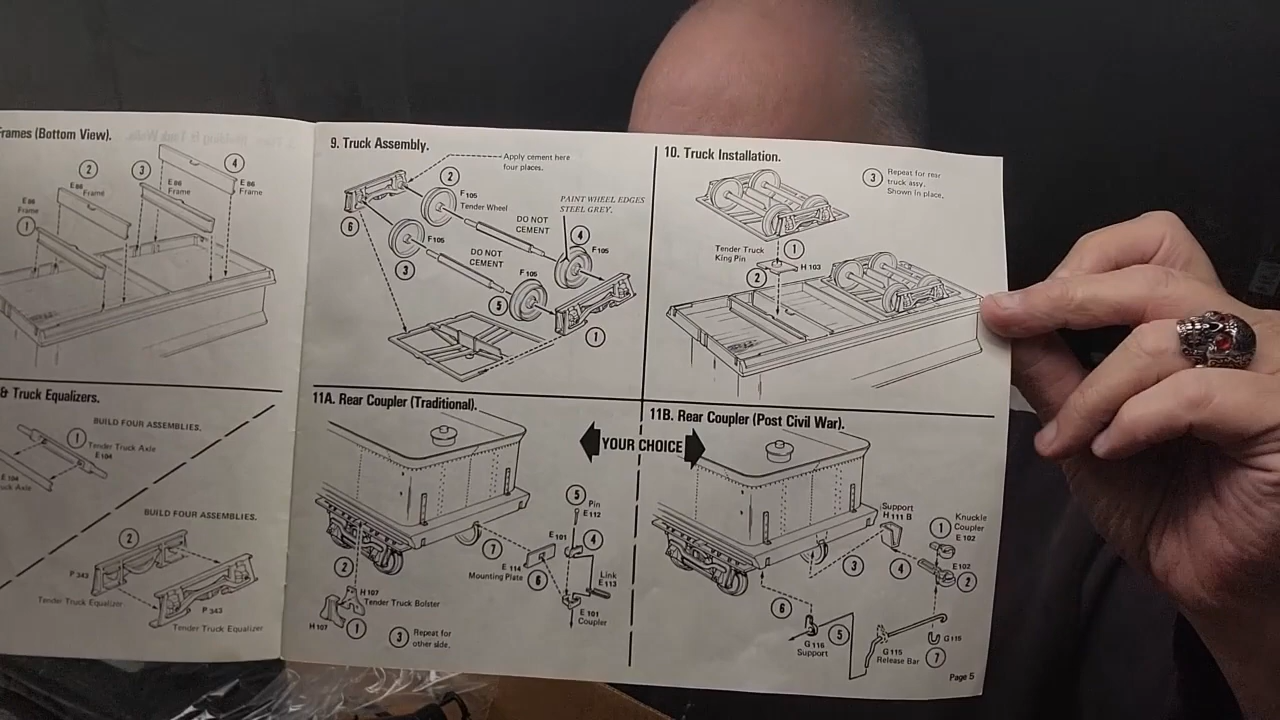 Frames (Bottom View).
2
E 86
Frame
3
E 86
Frame
4
E 86
Frame
E 86
Frame
1
& Truck Equalizers.
BUILD FOUR ASSEMBLIES.
1
Tender Truck Axle
E 104
E 104
Truck Axle
BUILD FOUR ASSEMBLIES.
2
P 343
Tender Truck Equalizer
P 343
Tender Truck Equalizer
9. Truck Assembly.
Apply cement here
four places.
2
F 105
Tender Wheel
PAINT WHEEL EDGES
STEEL GREY.
DO NOT
CEMENT
4
F 105
6
F 105
3
DO NOT
CEMENT
F 105
5
1
10. Truck Installation.
3
Repeat for rear
truck assy.
Shown in place.
1
Tender Truck
King Pin
2
H 103
11A. Rear Coupler (Traditional).
YOUR CHOICE
5
Pin
E 112
E 101
4
7
E 114
Mounting Plate
6
Link
E 113
E 101
Coupler
2
H 107
Tender Truck Bolster
H 107
1
3
Repeat for
other side.
11B. Rear Coupler (Post Civil War).
Support
H 111 B
1
Knuckle
Coupler
E 102
3
4
E 102
2
6
G 116
Support
5
G 115
Release Bar
G 115
7
Page 5